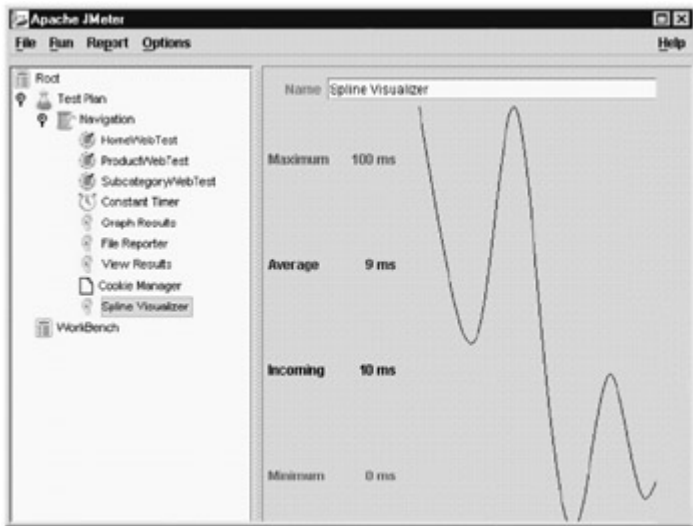 Apache JMeter
File Run Report Options Help
Root
Test Plan
Navigation
HomeWebTest
ProductWebTest
SubcategoryWebTest
Constant Timer
Graph Results
File Reporter
View Results
Cookie Manager
Spline Visualizer
WorkBench
Name Spline Visualizer
Maximum 100 ms
Average 9 ms
Incoming 10 ms
Minimum 0 ms